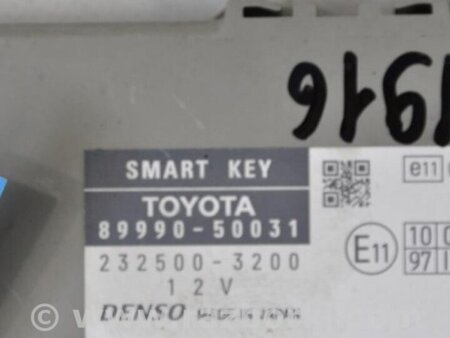 1916
SMART KEY
TOYOTA
89990-50031
232500-3200
12V
DENSO MADE IN JAPAN
e11
E11
10
97